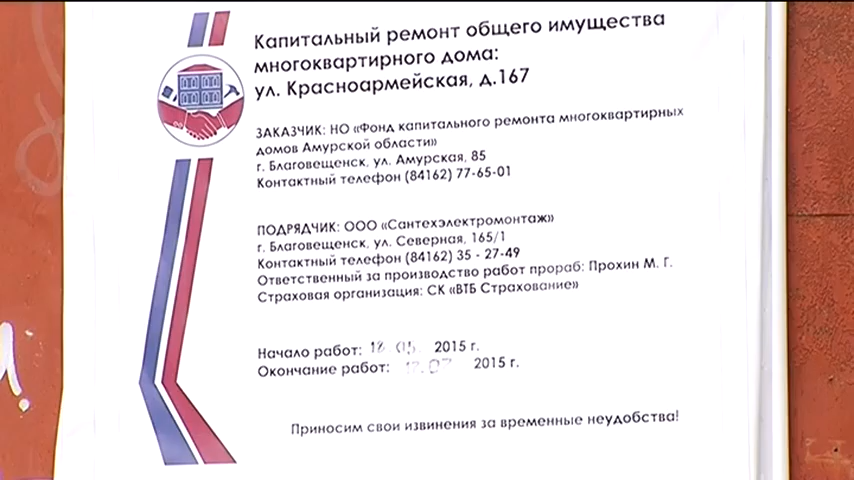 Капитальный ремонт общего имущества
многоквартирного дома:
ул. Красноармейская, д.167
ЗАКАЗЧИК: НО «Фонд капитального ремонта многоквартирных
домов Амурской области»
г. Благовещенск, ул. Амурская, 85
Контактный телефон (84162) 77-65-01
ПОДРЯДЧИК: ООО «Сантехэлектромонтаж»
г. Благовещенск, ул. Северная, 165/1
Контактный телефон (84162) 35 - 27-49
Ответственный за производство работ прораб: Прохин М. Г.
Страховая организация: СК «ВТБ Страхование»
Начало работ: 2015 г.
Окончание работ: 2015 г.
Приносим свои извинения за временные неудобства!